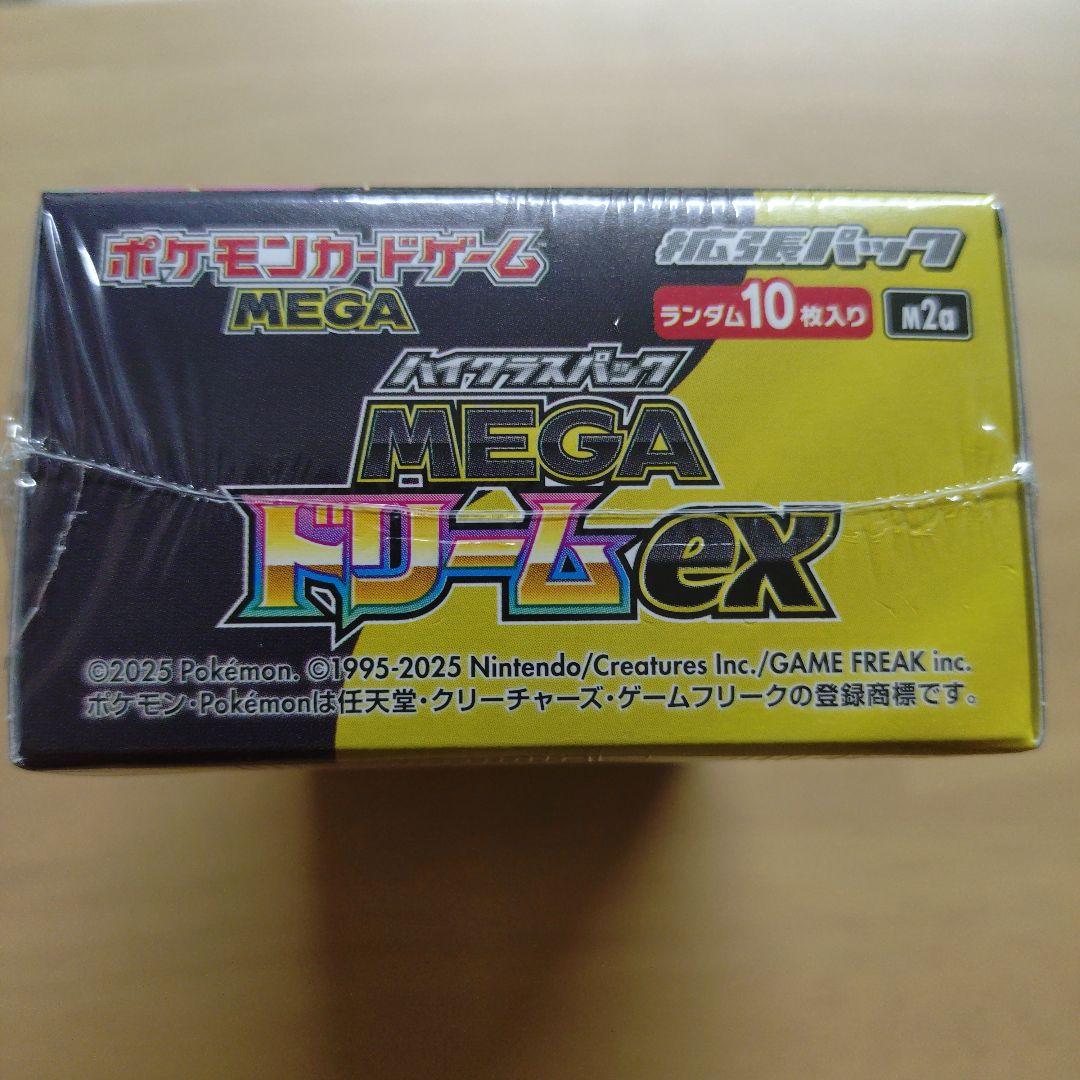 ポケモンカードゲーム™
MEGA
拡張パック
ランダム10枚入り
M2a
ハイクラスパック
MEGA
ドリームex
©2025 Pokémon. ©1995-2025 Nintendo/Creatures Inc./GAME FREAK inc.
ポケモン・Pokémonは任天堂・クリーチャーズ・ゲームフリークの登録商標です。